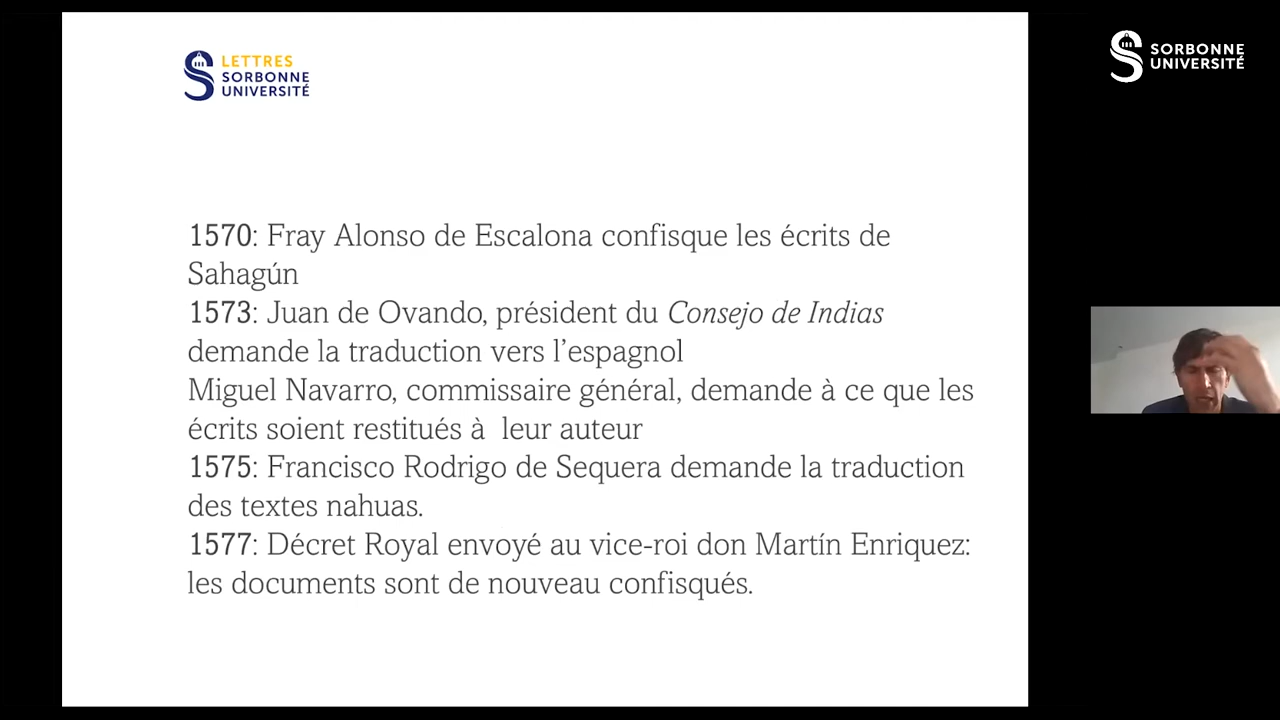 LETTRES
SORBONNE
UNIVERSITÉ
SORBONNE
UNIVERSITÉ
1570: Fray Alonso de Escalona confisque les écrits de
Sahagún
1573: Juan de Ovando, président du Consejo de Indias
demande la traduction vers l’espagnol
Miguel Navarro, commissaire général, demande à ce que les
écrits soient restitués à  leur auteur
1575: Francisco Rodrigo de Sequera demande la traduction
des textes nahuas.
1577: Décret Royal envoyé au vice-roi don Martín Enriquez:
les documents sont de nouveau confisqués.